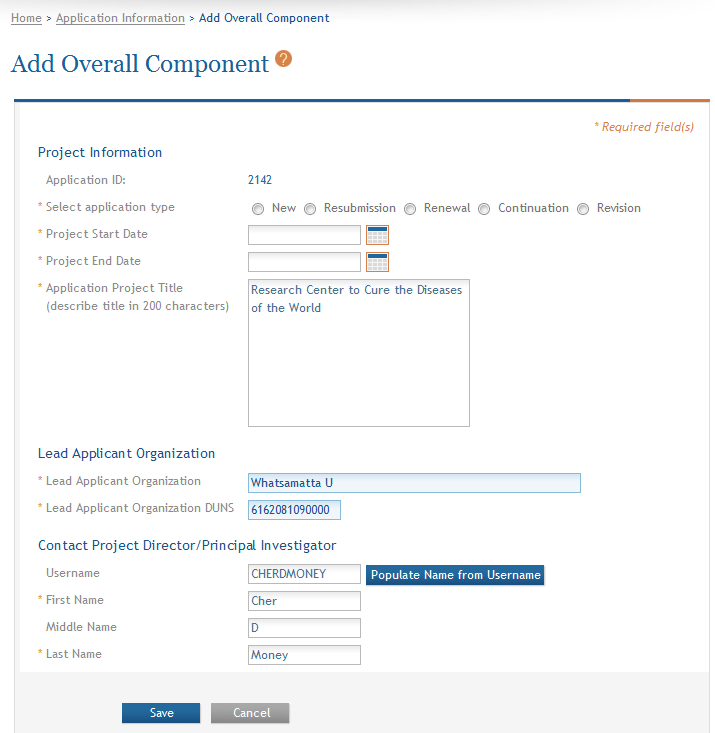 Home > Application Information > Add Overall Component
Add Overall Component ?
* Required field(s)
Project Information
Application ID: 2142
* Select application type New Resubmission Renewal Continuation Revision
* Project Start Date
* Project End Date
* Application Project Title
(describe title in 200 characters)
Research Center to Cure the Diseases
of the World
Lead Applicant Organization
* Lead Applicant Organization Whatsamatta U
* Lead Applicant Organization DUNS 6162081090000
Contact Project Director/Principal Investigator
Username CHERDMONEY Populate Name from Username
* First Name Cher
Middle Name D
* Last Name Money
Save Cancel